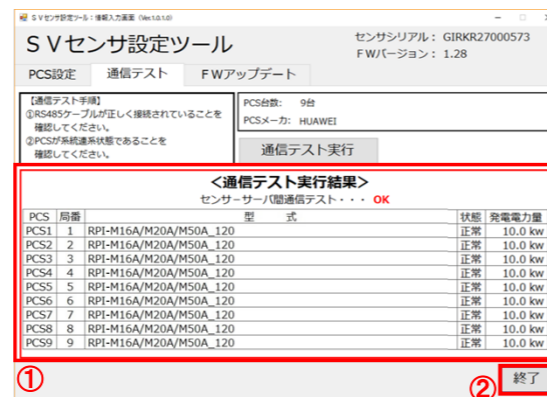 SVセンサ設定ツール:情報入力画面 (Ver.1.0.1.0)
SVセンサ設定ツール
センサシリアル: GIRKR27000573
FWバージョン: 1.28
PCS設定 通信テスト FWアップデート
【通信テスト手順】
①RS485ケーブルが正しく接続されていることを
確認してください。
②PCSが系統連系状態であることを
確認してください。
PCS台数: 9台
PCSメーカ: HUAWEI
通信テスト実行
<通信テスト実行結果>
センサーサーバ間通信テスト・・・ OK
PCS 局番 型 式 状態 発電電力量
PCS1 1 RPI-M16A/M20A/M50A_120 正常 10.0 kw
PCS2 2 RPI-M16A/M20A/M50A_120 正常 10.0 kw
PCS3 3 RPI-M16A/M20A/M50A_120 正常 10.0 kw
PCS4 4 RPI-M16A/M20A/M50A_120 正常 10.0 kw
PCS5 5 RPI-M16A/M20A/M50A_120 正常 10.0 kw
PCS6 6 RPI-M16A/M20A/M50A_120 正常 10.0 kw
PCS7 7 RPI-M16A/M20A/M50A_120 正常 10.0 kw
PCS8 8 RPI-M16A/M20A/M50A_120 正常 10.0 kw
PCS9 9 RPI-M16A/M20A/M50A_120 正常 10.0 kw
①
② 終了